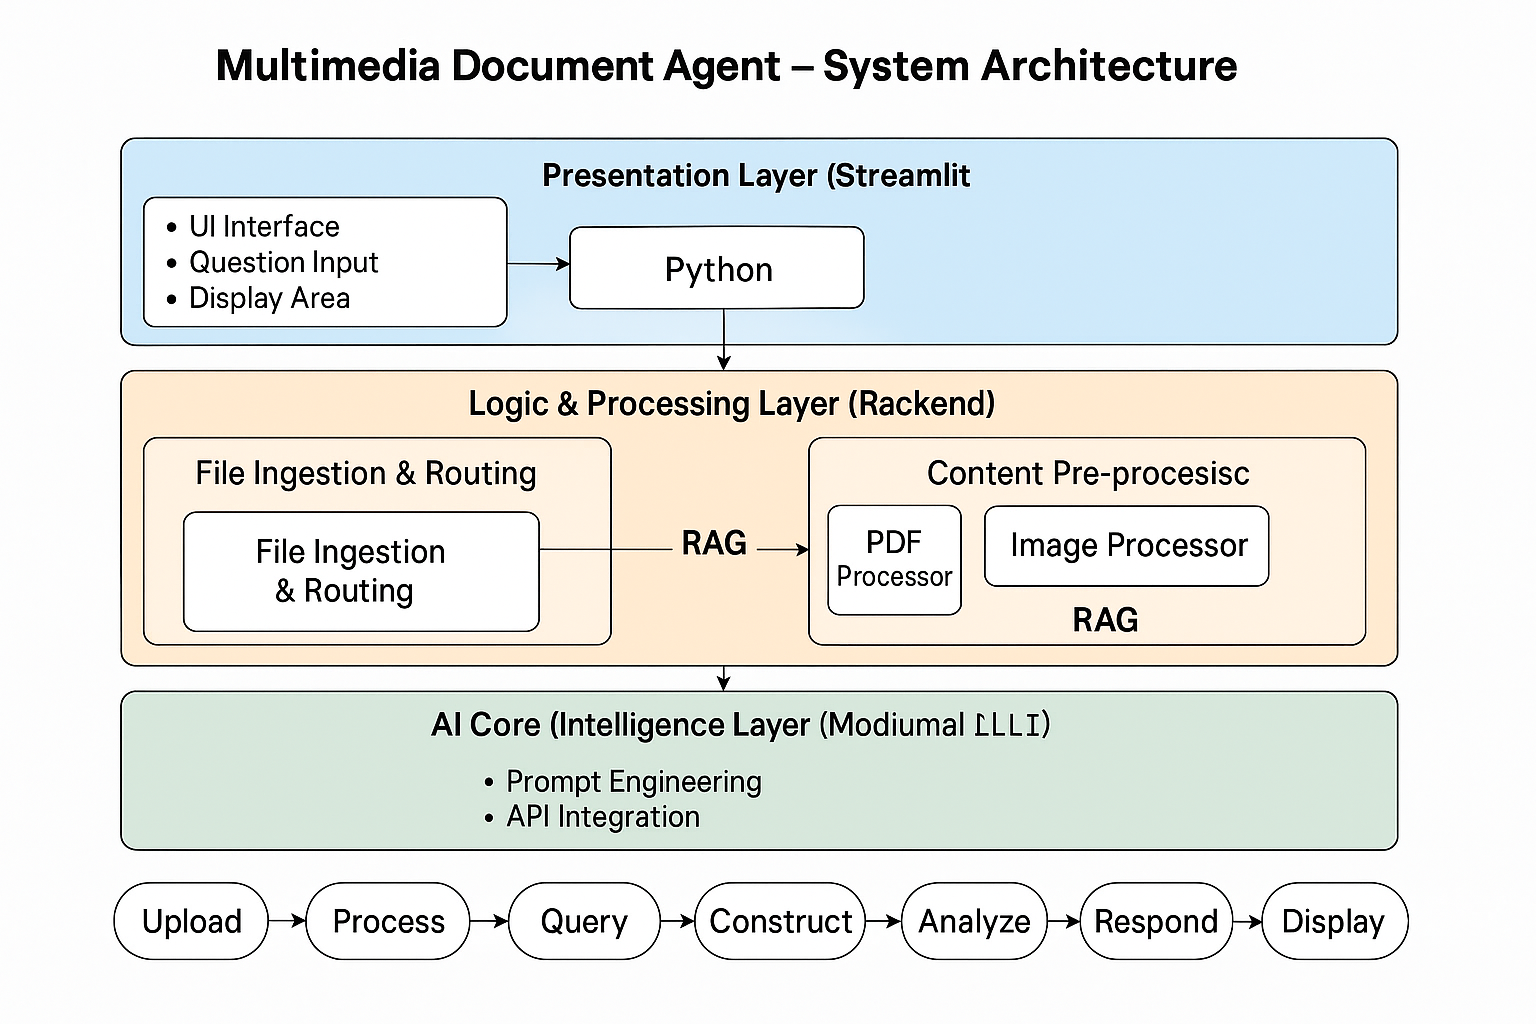 Multimedia Document Agent – System Architecture
Presentation Layer (Streamlit
• UI Interface
• Question Input
• Display Area
Python
Logic & Processing Layer (Rackend)
File Ingestion & Routing
File Ingestion
& Routing
RAG
Content Pre-procesisc
PDF
Processor
Image Processor
RAG
AI Core (Intelligence Layer (Modiumal
• Prompt Engineering
• API Integration
Upload
Process
Query
Construct
Analyze
Respond
Display